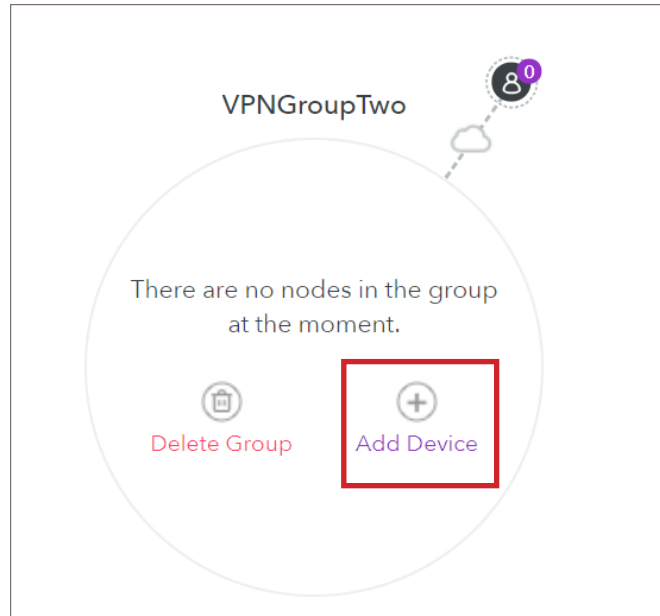 0
VPNGroupTwo
There are no nodes in the group
at the moment.
Delete Group
Add Device